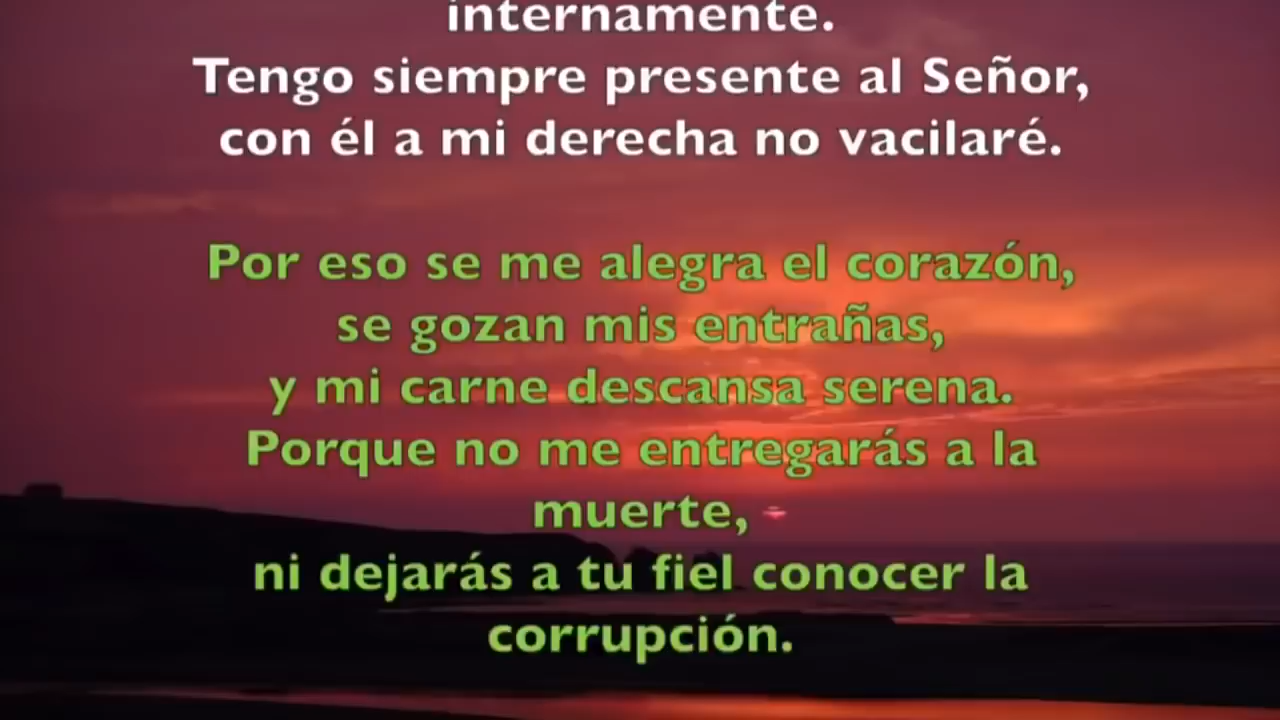 internamente.
Tengo siempre presente al Señor,
con él a mi derecha no vacilaré.
Por eso se me alegra el corazón,
se gozan mis entrañas,
y mi carne descansa serena.
Porque no me entregarás a la
muerte,
ni dejarás a tu fiel conocer la
corrupción.